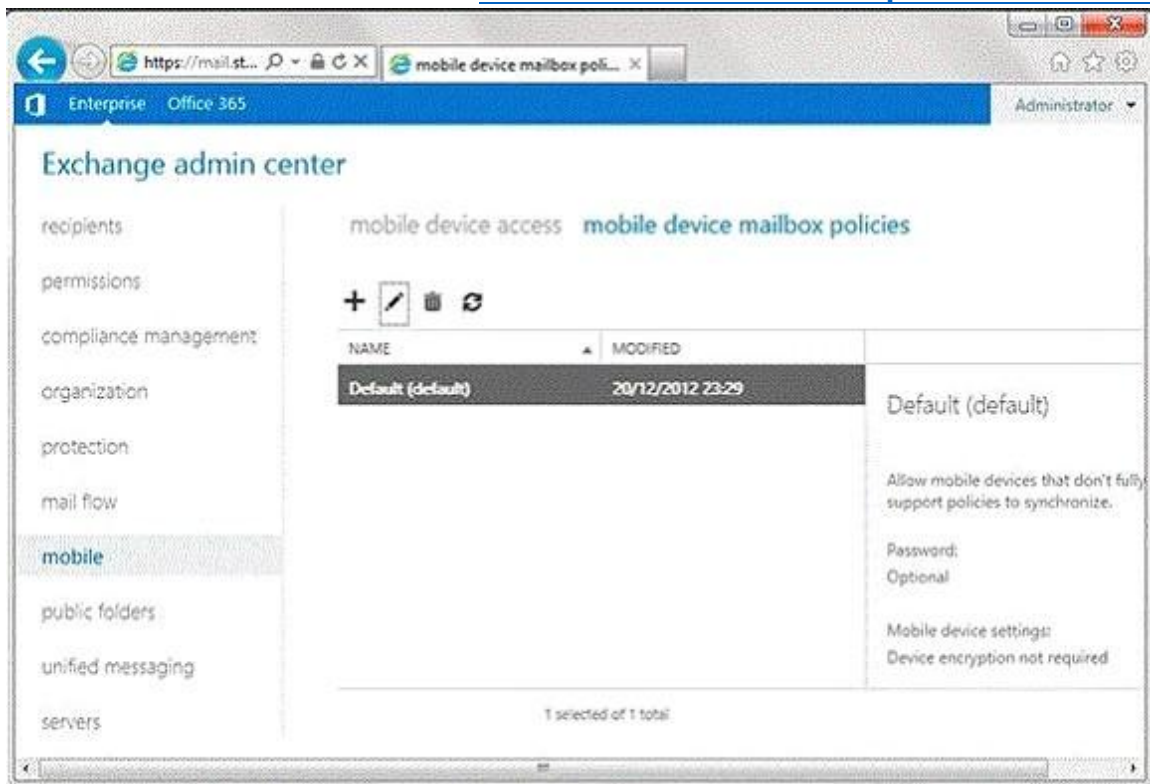 https://mail.st...
mobile device mailbox poli...
Enterprise Office 365
Administrator
Exchange admin center
recipients
permissions
compliance management
organization
protection
mail flow
mobile
public folders
unified messaging
servers
mobile device access mobile device mailbox policies
NAME MODIFIED
Default (default) 20/12/2012 23:29
1 selected of 1 total
Default (default)
Allow mobile devices that don't fully
support policies to synchronize.
Password:
Optional
Mobile device settings:
Device encryption not required